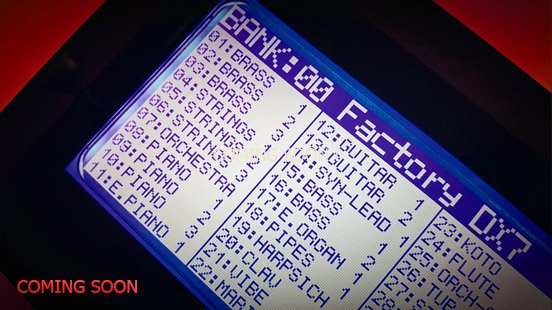 BANK:00 Factory DX7
01:BRASS 1
02:BRASS 2
03:BRASS 3
04:STRINGS 1
05:STRINGS 2
06:STRINGS 3
07:ORCHESTRA
08:PIANO 1
09:PIANO 2
10:PIANO 3
11:E.PIANO 1
12:GUITAR 1
13:GUITAR 2
14:SYN-LEAD 1
15:BASS 1
16:BASS 2
17:E.ORGAN 1
18:PIPES 1
19:HARPSICH 1
20:CLAV 1
21:VIBE 1
22:MARI
23:KOTO
24:FLUTE
25:ORCH-
26:TUB
27:
28:
COMING SOON